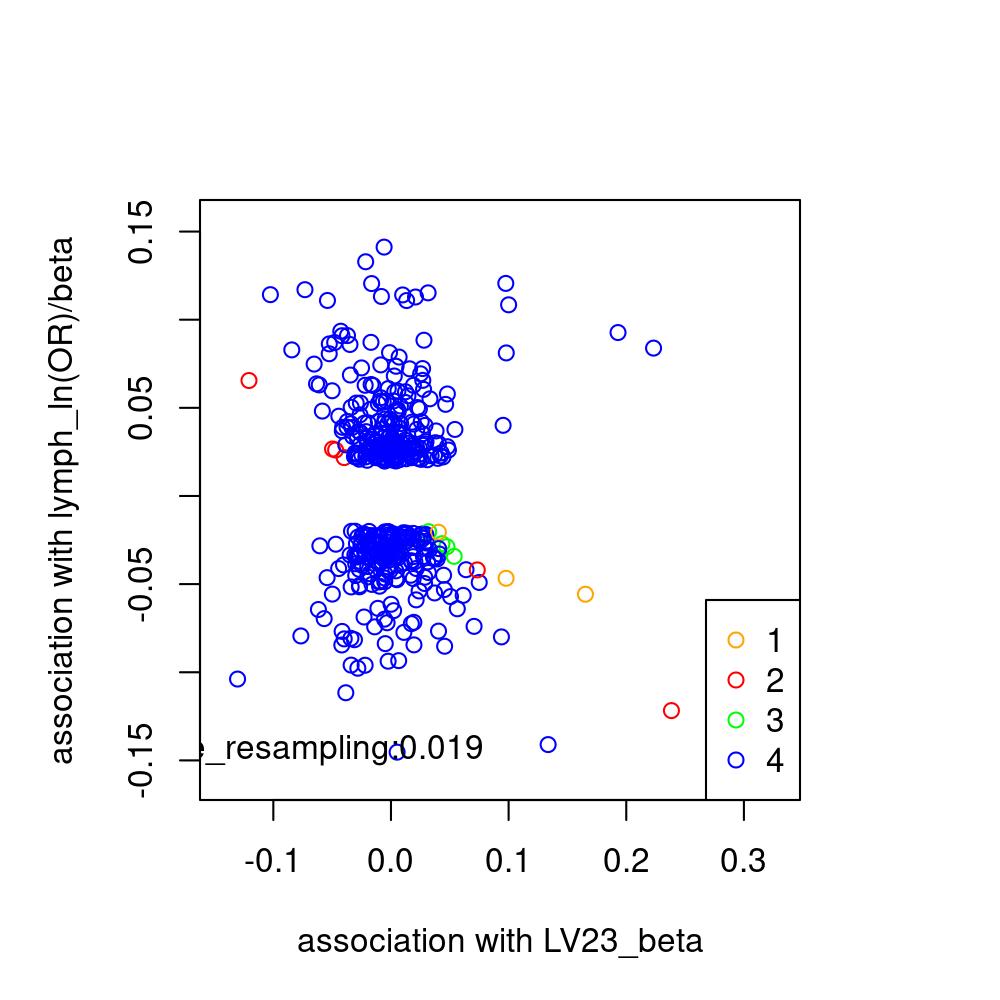 association with lymph_ln(OR)/beta
0.15
0.05
-0.05
-0.15
_resampling:0.019
1
2
3
4
-0.1 0.0 0.1 0.2 0.3
association with LV23_beta